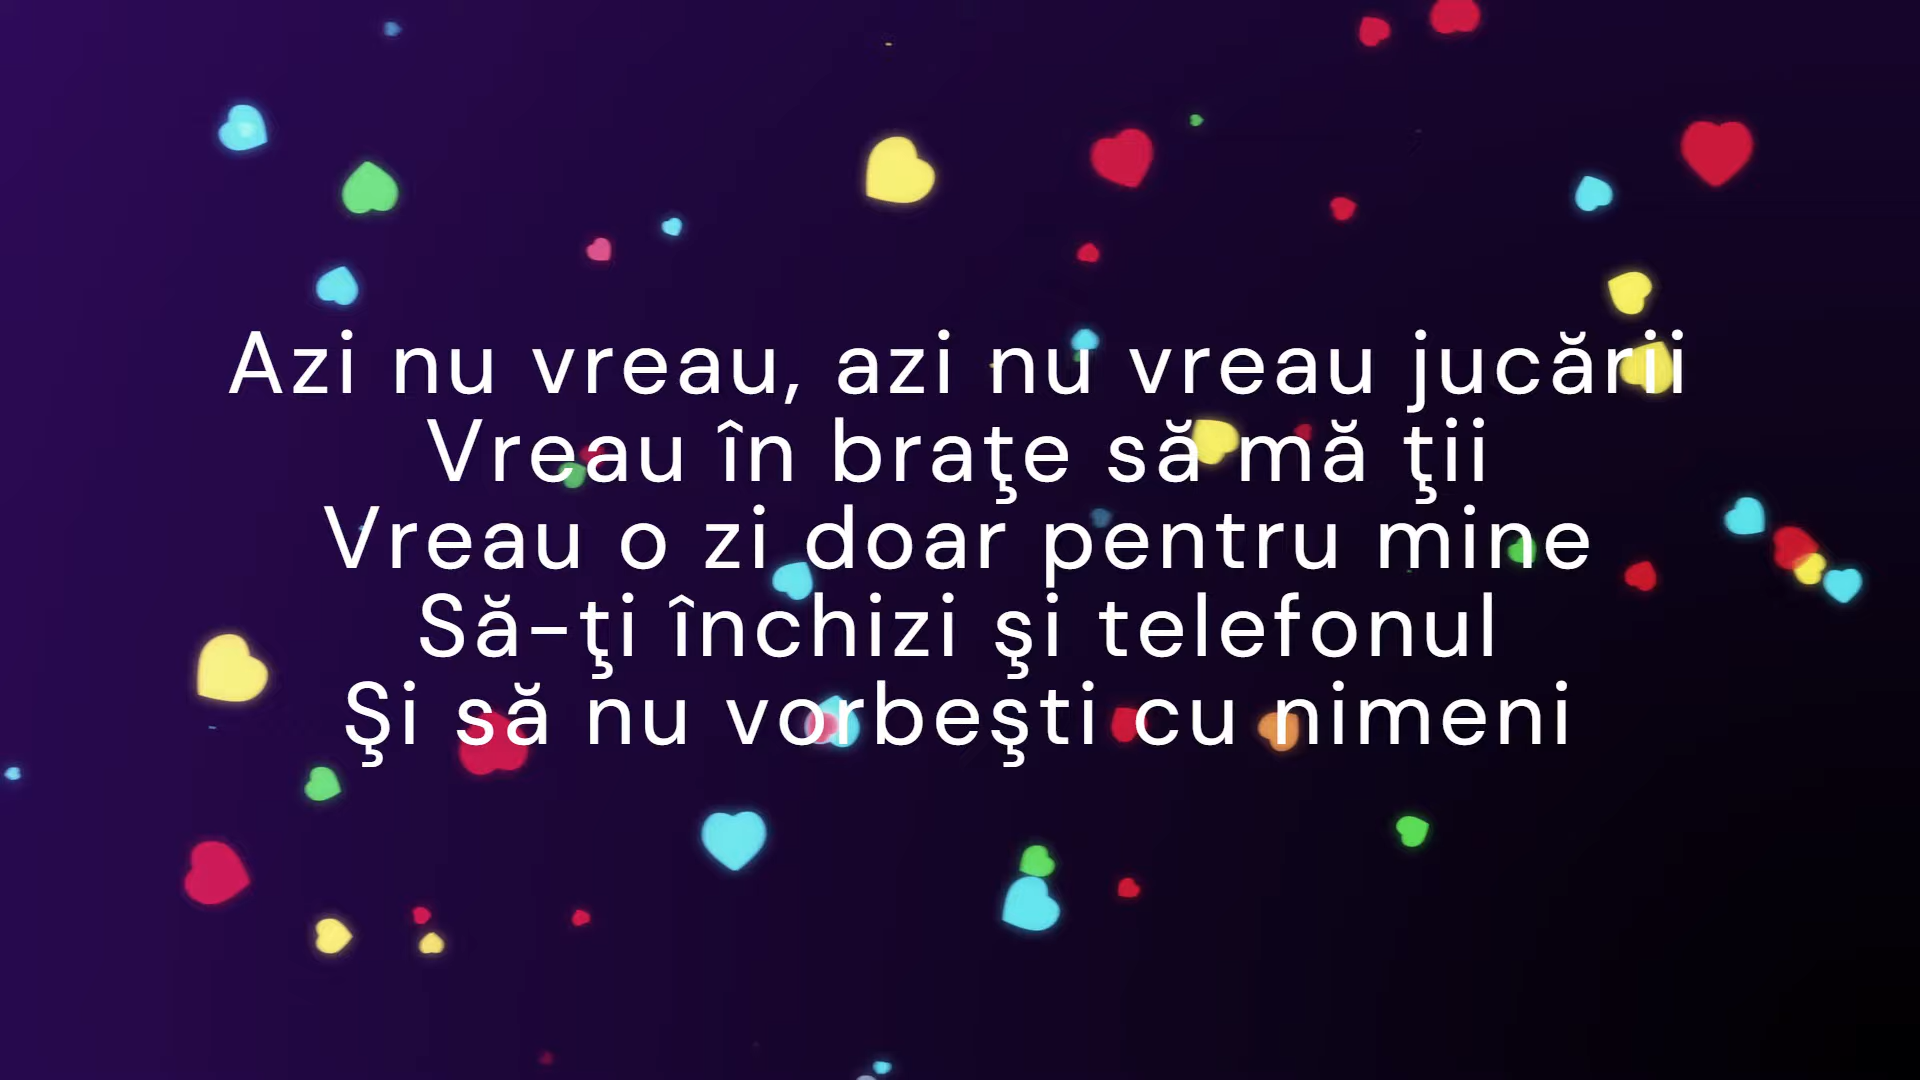 Azi nu vreau, azi nu vreau jucării
Vreau în braţe să mă ţii
Vreau o zi doar pentru mine
Să-ţi închizi şi telefonul
Şi să nu vorbeşti cu nimeni